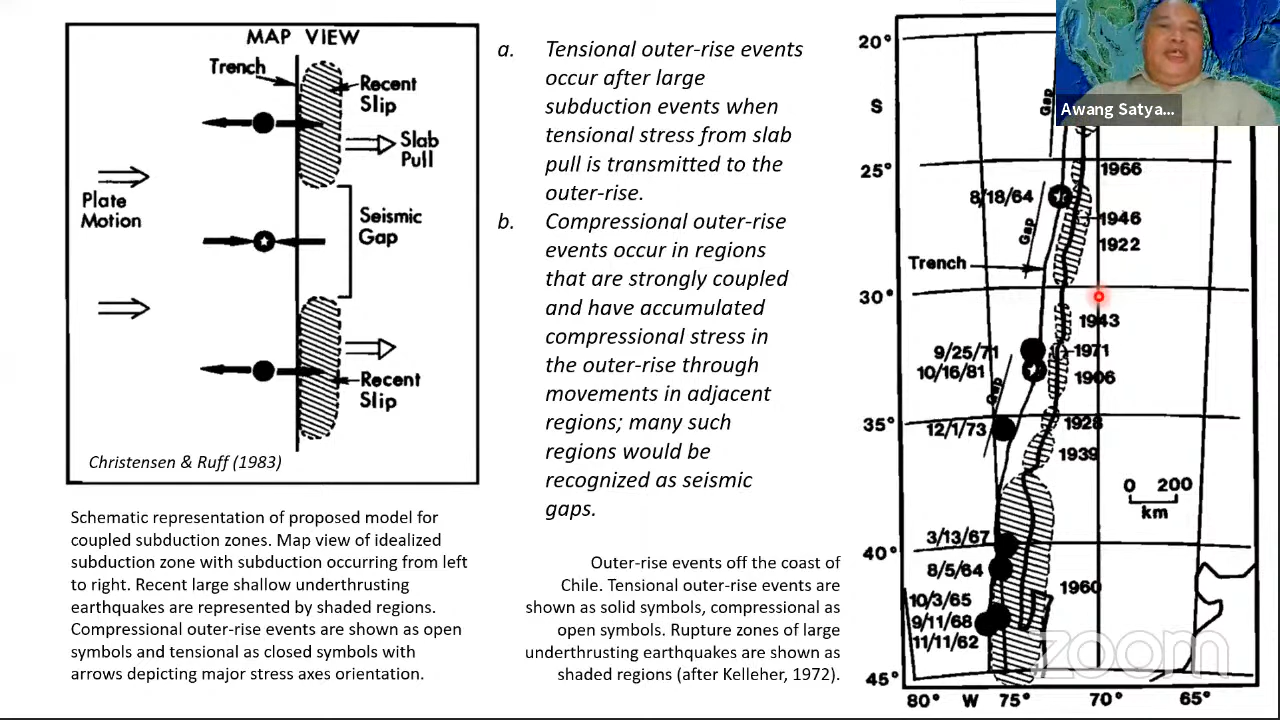 MAP VIEW
Trench
Recent
Slip
Slab
Pull
Plate
Motion
Seismic
Gap
Recent
Slip
Christensen & Ruff (1983)
Schematic representation of proposed model for
coupled subduction zones. Map view of idealized
subduction zone with subduction occurring from left
to right. Recent large shallow underthrusting
earthquakes are represented by shaded regions.
Compressional outer-rise events are shown as open
symbols and tensional as closed symbols with
arrows depicting major stress axes orientation.
a. Tensional outer-rise events
occur after large
subduction events when
tensional stress from slab
pull is transmitted to the
outer-rise.
b. Compressional outer-rise
events occur in regions
that are strongly coupled
and have accumulated
compressional stress in
the outer-rise through
movements in adjacent
regions; many such
regions would be
recognized as seismic
gaps.
Outer-rise events off the coast of
Chile. Tensional outer-rise events are
shown as solid symbols, compressional as
open symbols. Rupture zones of large
underthrusting earthquakes are shown as
shaded regions (after Kelleher, 1972).
20°
S
25°
30°
35°
40°
45°
80° W 75° 70° 65°
Gap
8/18/64
Gap
Trench
9/25/71
10/16/81
Gap
12/1/73
3/13/67
8/5/64
10/3/65
9/11/68
11/11/62
1966
1946
1922
1943
1971
1906
1928
1939
1960
0 200
km
Awang Satya...
zoom